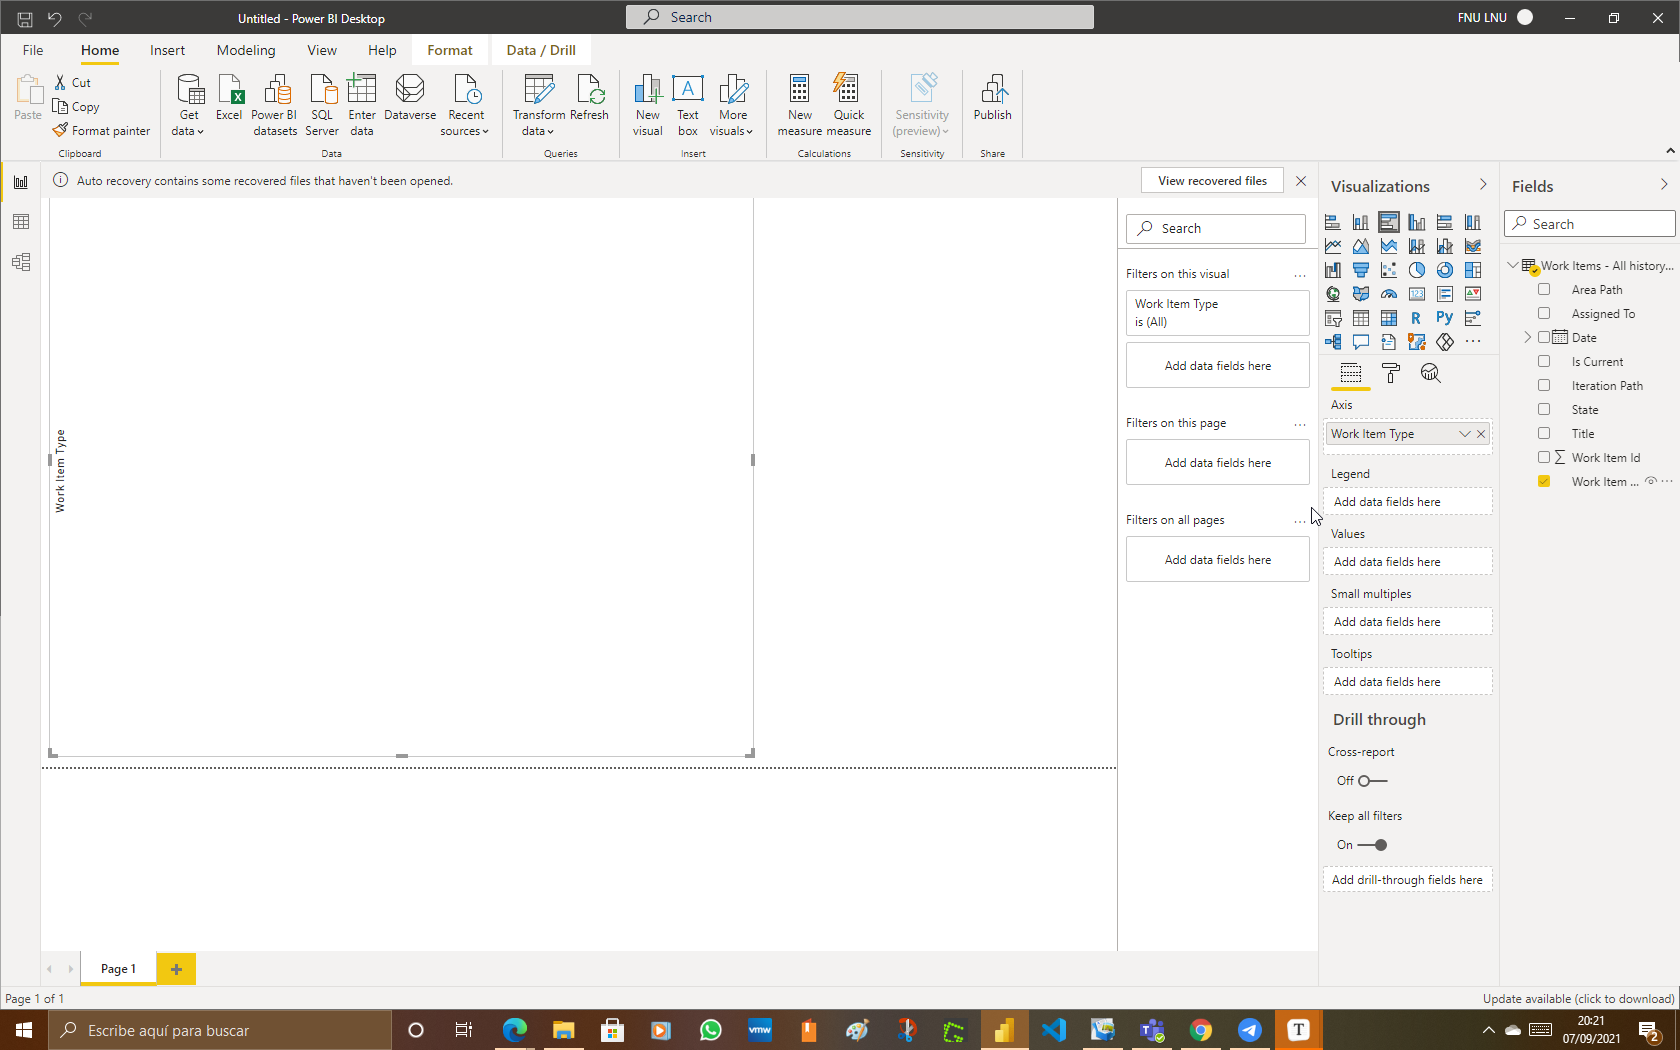 Untitled - Power BI Desktop
Search
FNU LNU
File
Home
Insert
Modeling
View
Help
Format
Data / Drill
Paste
Cut
Copy
Format painter
Clipboard
Get data
Excel
Power BI datasets
SQL Server
Enter data
Dataverse
Recent sources
Data
Transform data
Refresh
Queries
New visual
Text box
More visuals
Insert
New measure
Quick measure
Calculations
Sensitivity (preview)
Sensitivity
Publish
Share
Auto recovery contains some recovered files that haven't been opened.
View recovered files
Work Item Type
Search
Filters on this visual
...
Work Item Type
is (All)
Add data fields here
Filters on this page
...
Add data fields here
Filters on all pages
...
Add data fields here
Visualizations
123
R
Py
...
Axis
Work Item Type
Legend
Add data fields here
Values
Add data fields here
Small multiples
Add data fields here
Tooltips
Add data fields here
Drill through
Cross-report
Off
Keep all filters
On
Add drill-through fields here
Fields
Search
Work Items - All history...
Area Path
Assigned To
Date
Is Current
Iteration Path
State
Title
Σ Work Item Id
Work Item ...
...
Page 1
+
Page 1 of 1
Update available (click to download)
Escribe aquí para buscar
vmw
T
20:21
07/09/2021
2